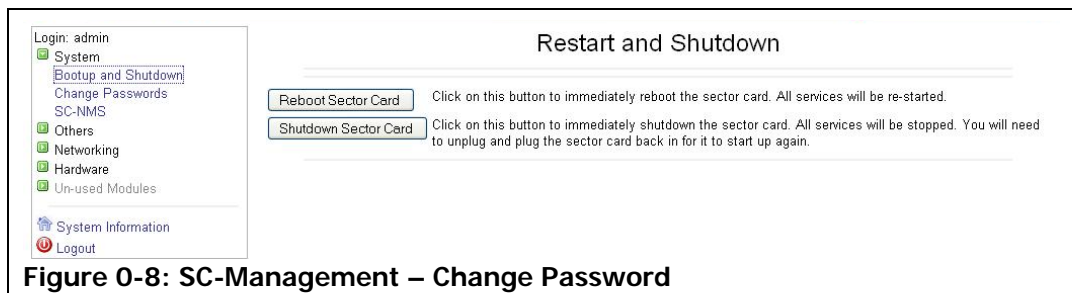 Login: admin
System
Bootup and Shutdown
Change Passwords
SC-NMS
Others
Networking
Hardware
Un-used Modules
System Information
Logout
Restart and Shutdown
Reboot Sector Card
Click on this button to immediately reboot the sector card. All services will be re-started.
Shutdown Sector Card
Click on this button to immediately shutdown the sector card. All services will be stopped. You will need
to unplug and plug the sector card back in for it to start up again.
Figure 0-8: SC-Management – Change Password